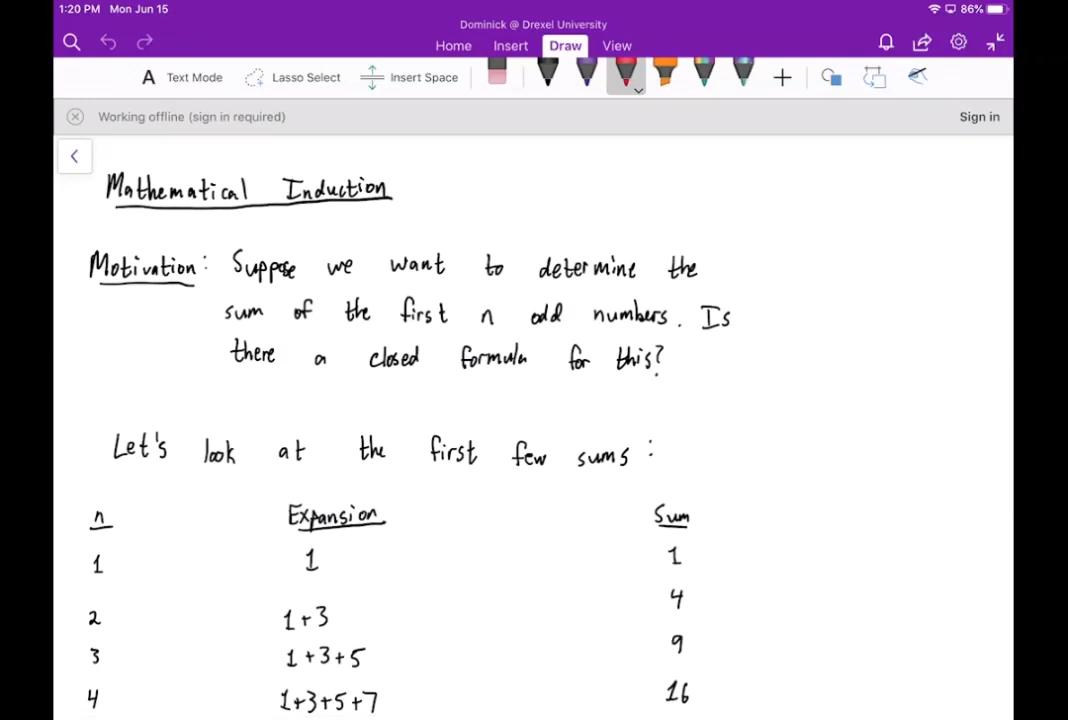 1:20 PM Mon Jun 15
86%
Dominick @ Drexel University
Home Insert Draw View
A Text Mode Lasso Select Insert Space
Working offline (sign in required) Sign in
Mathematical Induction
Motivation: Suppose we want to determine the
sum of the first n odd numbers. Is
there a closed formula for this?
Let's look at the first few sums:
n Expansion Sum
1 1 1
2 1+3 4
3 1+3+5 9
4 1+3+5+7 16